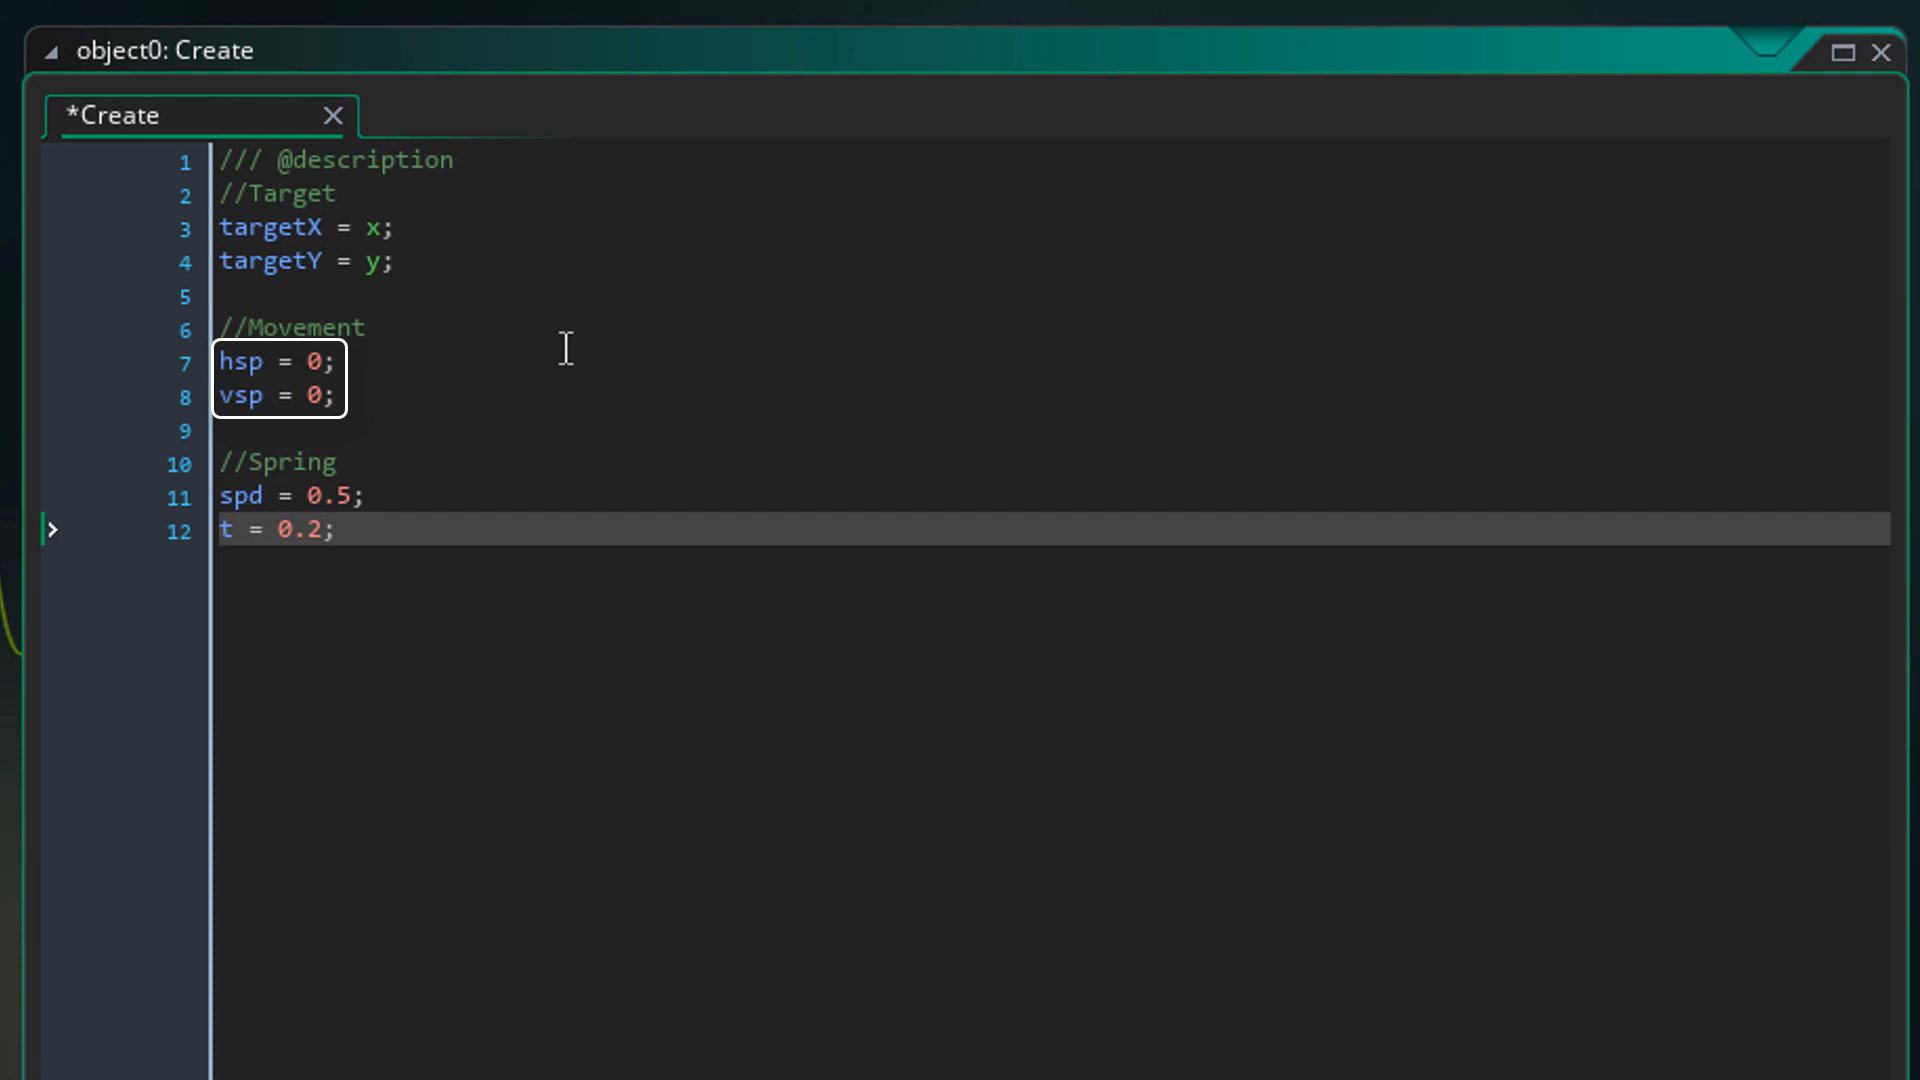 object0: Create
*Create
1 /// @description
2 //Target
3 targetX = x;
4 targetY = y;
5
6 //Movement
7 hsp = 0;
8 vsp = 0;
9
10 //Spring
11 spd = 0.5;
12 t = 0.2;